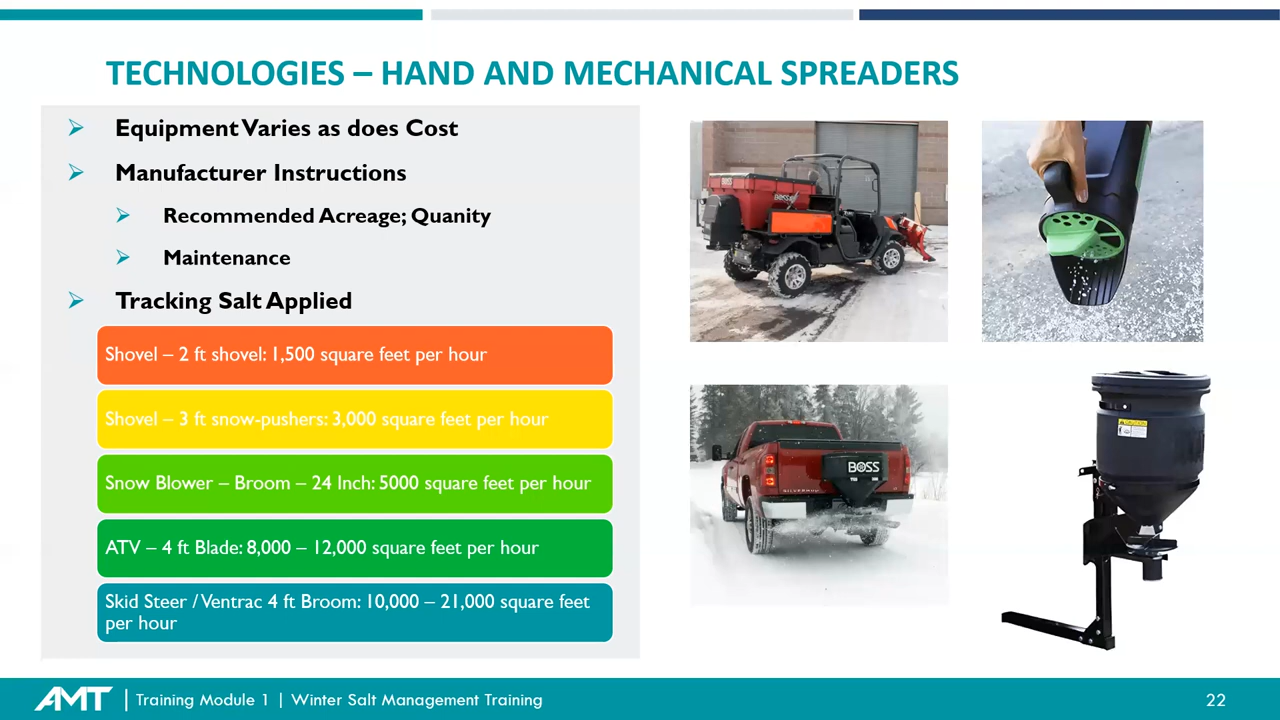 TECHNOLOGIES – HAND AND MECHANICAL SPREADERS
Equipment Varies as does Cost
Manufacturer Instructions
Recommended Acreage; Quanity
Maintenance
Tracking Salt Applied
Shovel – 2 ft shovel: 1,500 square feet per hour
Shovel – 3 ft snow-pushers: 3,000 square feet per hour
Snow Blower – Broom – 24 Inch: 5000 square feet per hour
ATV – 4 ft Blade: 8,000 – 12,000 square feet per hour
Skid Steer / Ventrac 4 ft Broom: 10,000 – 21,000 square feet
per hour
BOSS
BOSS
CAUTION
AMT | Training Module 1 | Winter Salt Management Training
22